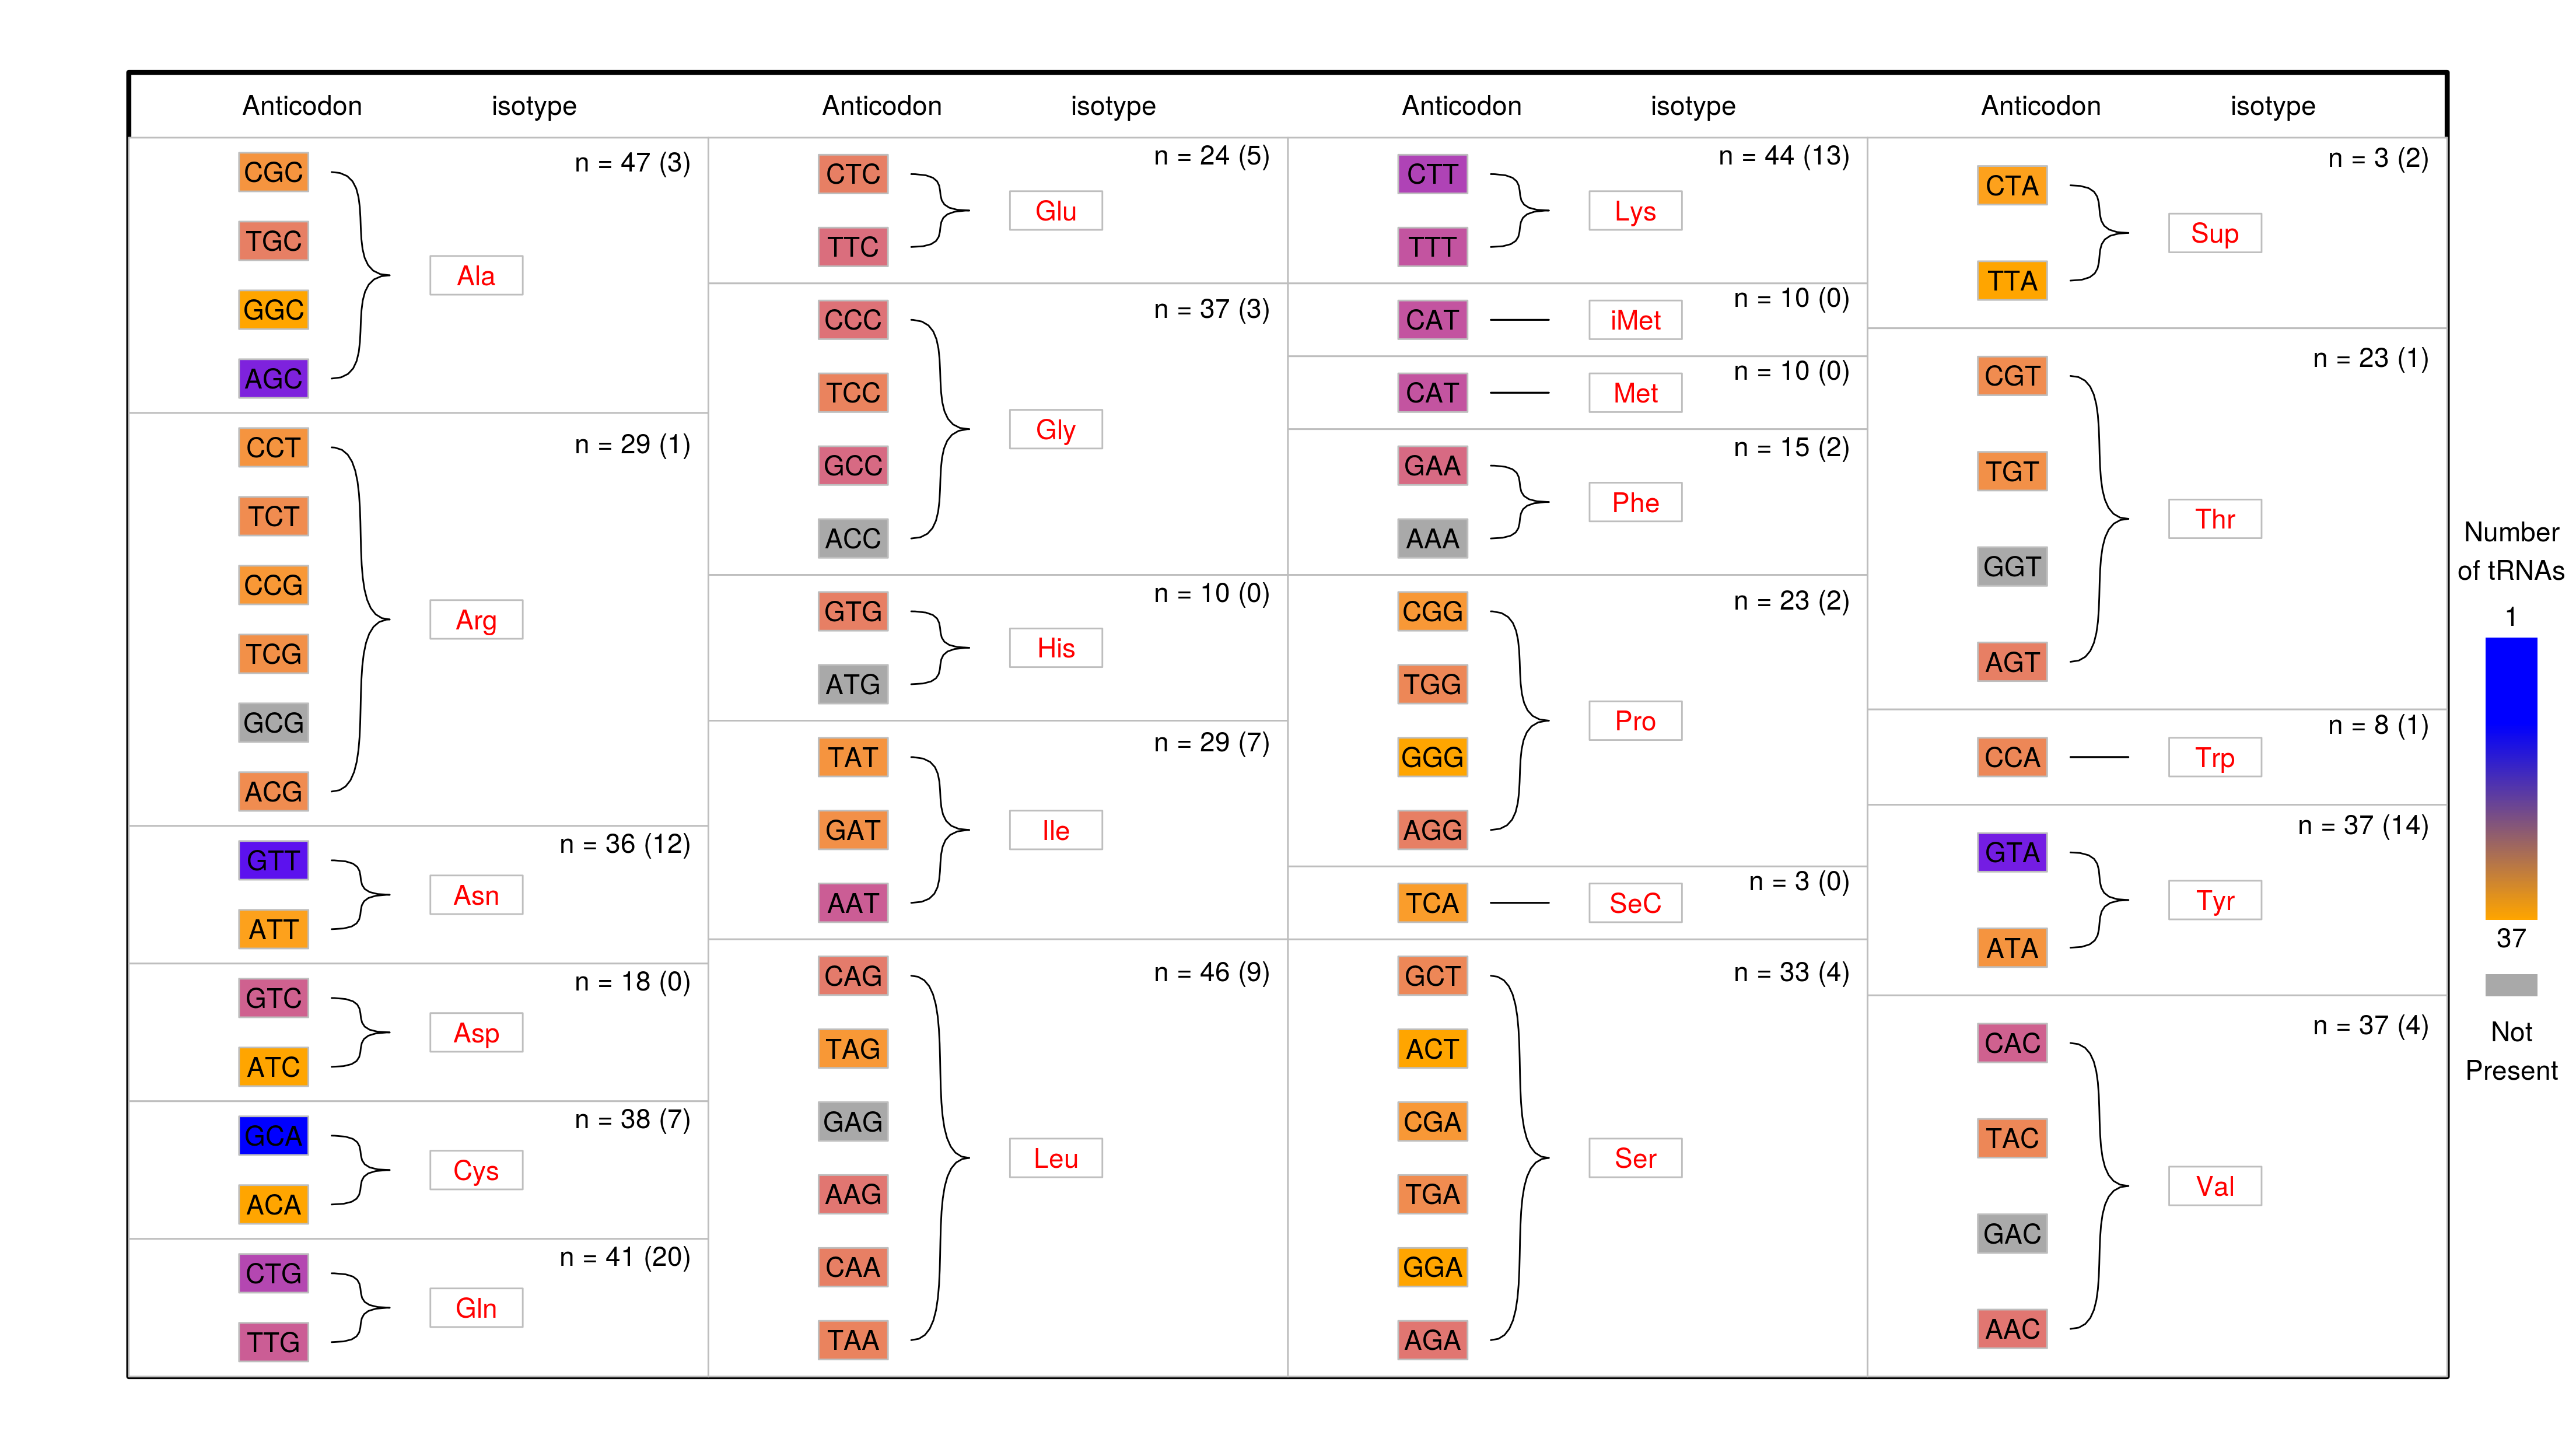 Anticodon isotype Anticodon isotype Anticodon isotype Anticodon isotype
n = 47 (3)
CGC
TGC
Ala
GGC
AGC
n = 29 (1)
CCT
TCT
CCG
Arg
TCG
GCG
ACG
n = 36 (12)
GTT
Asn
ATT
n = 18 (0)
GTC
Asp
ATC
n = 38 (7)
GCA
Cys
ACA
n = 41 (20)
CTG
Gln
TTG
n = 24 (5)
CTC
Glu
TTC
n = 37 (3)
CCC
TCC
Gly
GCC
ACC
n = 10 (0)
GTG
His
ATG
n = 29 (7)
TAT
GAT
Ile
AAT
n = 46 (9)
CAG
TAG
GAG
Leu
AAG
CAA
TAA
n = 44 (13)
CTT
Lys
TTT
n = 10 (0)
CAT iMet
n = 10 (0)
CAT Met
n = 15 (2)
GAA
Phe
AAA
n = 23 (2)
CGG
TGG
Pro
GGG
AGG
n = 3 (0)
TCA SeC
n = 33 (4)
GCT
ACT
CGA
Ser
TGA
GGA
AGA
n = 3 (2)
CTA
Sup
TTA
n = 23 (1)
CGT
TGT
Thr
GGT
AGT
n = 8 (1)
CCA Trp
n = 37 (14)
GTA
Tyr
ATA
n = 37 (4)
CAC
TAC
Val
GAC
AAC
Number
of tRNAs
1
37
Not
Present